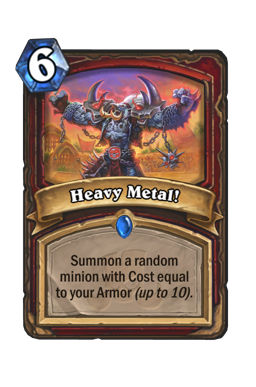 6
Heavy Metal!
Summon a random
minion with Cost equal
to your Armor (up to 10).